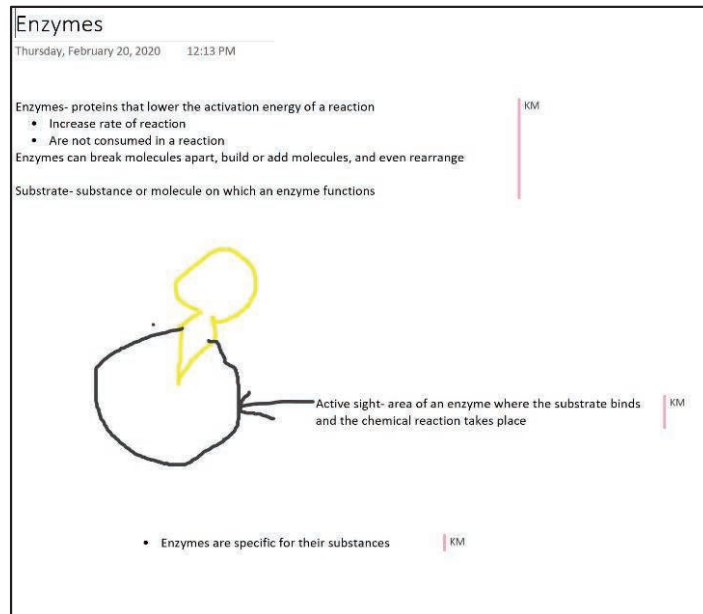 Enzymes
Thursday, February 20, 2020 12:13 PM
Enzymes- proteins that lower the activation energy of a reaction
KM
• Increase rate of reaction
• Are not consumed in a reaction
Enzymes can break molecules apart, build or add molecules, and even rearrange
Substrate- substance or molecule on which an enzyme functions
Active sight- area of an enzyme where the substrate binds
KM
and the chemical reaction takes place
• Enzymes are specific for their substances
KM